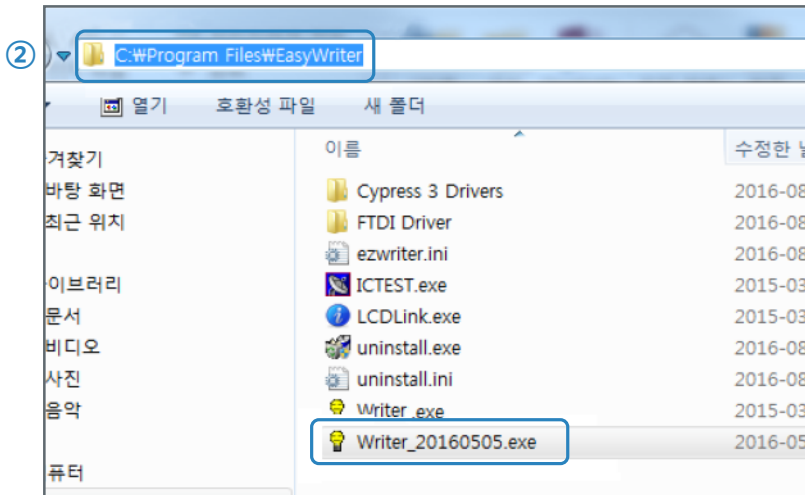 ②
C:₩Program Files₩EasyWriter
열기 호환성 파일 새 폴더
이름 수정한 날
겨찾기
바탕 화면
최근 위치
이브러리
문서
비디오
사진
음악
퓨터
Cypress 3 Drivers 2016-08
FTDI Driver 2016-08
ezwriter.ini 2016-08
ICTEST.exe 2015-03
LCDLink.exe 2015-03
uninstall.exe 2016-08
uninstall.ini 2016-08
Writer .exe 2015-03
Writer_20160505.exe 2016-05